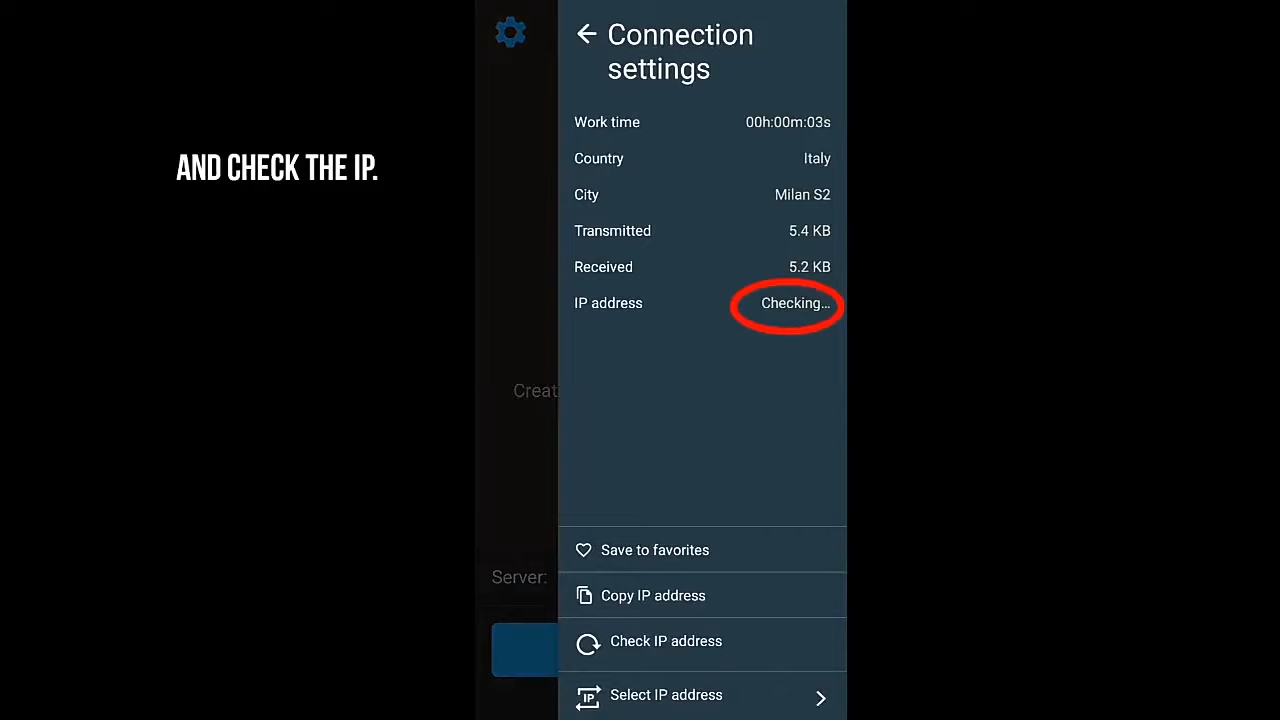 Connection
settings
Work time 00h:00m:03s
AND CHECK THE IP.
Country Italy
City Milan S2
Transmitted 5.4 KB
Received 5.2 KB
IP address Checking...
Creat
Save to favorites
Server:
Copy IP address
Check IP address
IP Select IP address